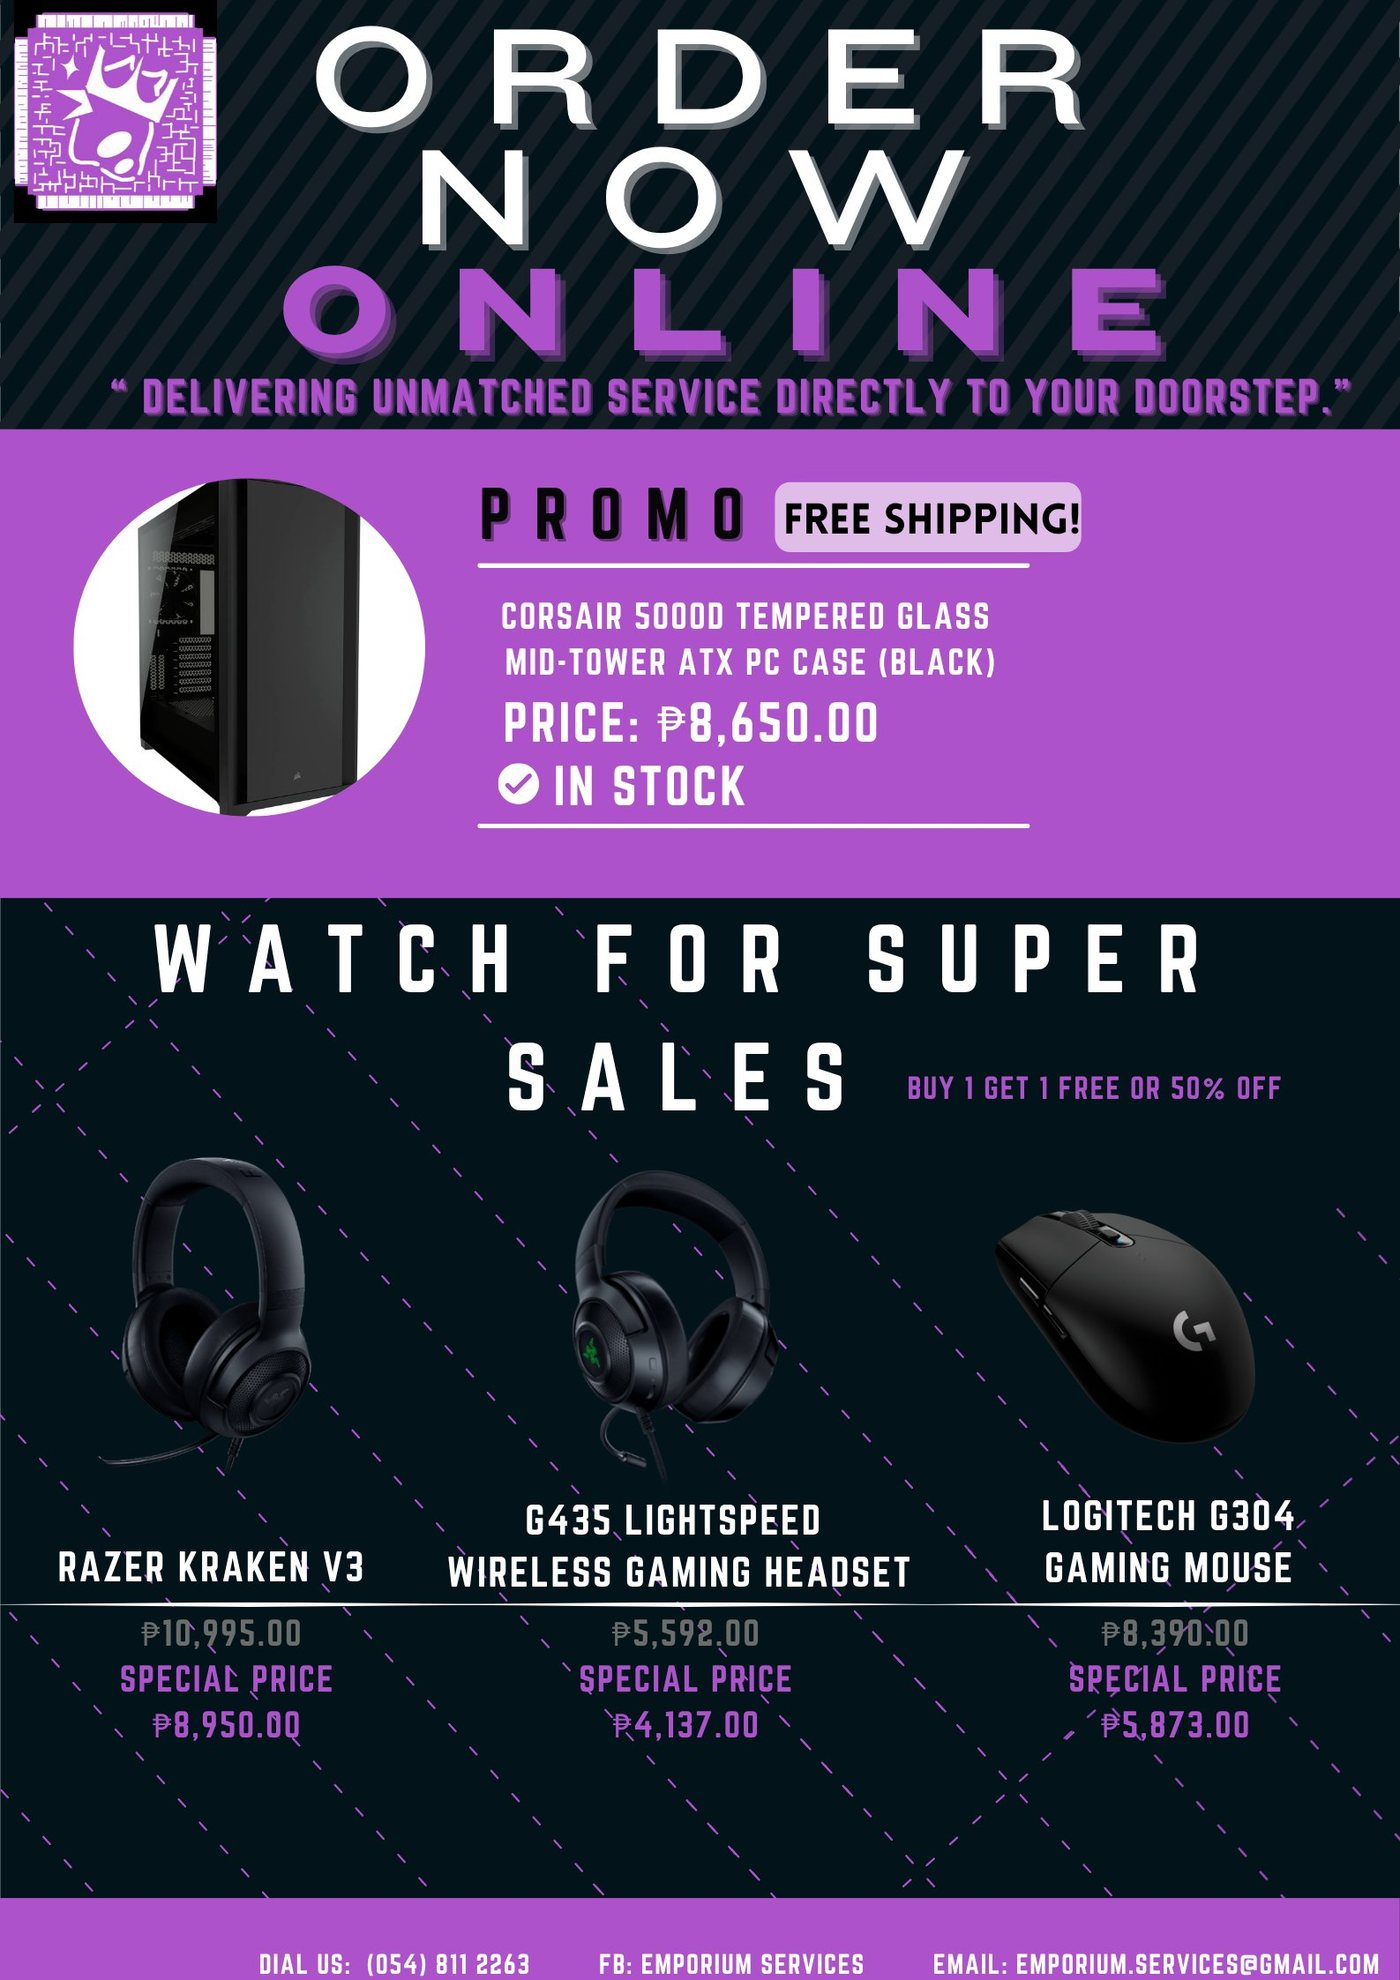 ORDER
NOW
ONLINE
“ DELIVERING UNMATCHED SERVICE DIRECTLY TO YOUR DOORSTEP.”
PROMO FREE SHIPPING!
CORSAIR 5000D TEMPERED GLASS
MID-TOWER ATX PC CASE (BLACK)
PRICE: ₱8,650.00
IN STOCK
WATCH FOR SUPER
SALES
BUY 1 GET 1 FREE OR 50% OFF
RAZER KRAKEN V3
₱10,995.00
SPECIAL PRICE
₱8,950.00
G435 LIGHTSPEED
WIRELESS GAMING HEADSET
₱5,592.00
SPECIAL PRICE
₱4,137.00
LOGITECH G304
GAMING MOUSE
₱8,390.00
SPECIAL PRICE
₱5,873.00
DIAL US: (054) 811 2263 FB: EMPORIUM SERVICES EMAIL: EMPORIUM.SERVICES@GMAIL.COM